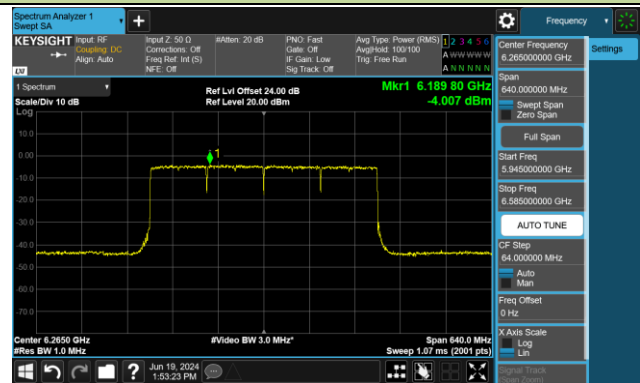 Spectrum Analyzer 1
Swept SA
+
Frequency
KEYSIGHT
Input: RF
Coupling: DC
Align: Auto
Input Z: 50 Ω
Corrections: Off
Freq Ref: Int (S)
NFE: Off
#Atten: 20 dB
PNO: Fast
Gate: Off
IF Gain: Low
Sig Track: Off
Avg Type: Power (RMS)
Avg|Hold: 100/100
Trig: Free Run
1 2 3 4 5 6
A W W W W W
A N N N N N
LXI
1 Spectrum
Scale/Div 10 dB
Log
Ref Lvl Offset 24.00 dB
Ref Level 20.00 dBm
Mkr1 6.189 80 GHz
-4.007 dBm
1
10.0
0.00
-10.0
-20.0
-30.0
-40.0
-50.0
-60.0
-70.0
Center 6.2650 GHz
#Res BW 1.0 MHz
#Video BW 3.0 MHz*
Span 640.0 MHz
Sweep 1.07 ms (2001 pts)
Center Frequency
6.265000000 GHz
Settings
Span
640.000000 MHz
Swept Span
Zero Span
Full Span
Start Freq
5.945000000 GHz
Stop Freq
6.585000000 GHz
AUTO TUNE
CF Step
64.000000 MHz
Auto
Man
Freq Offset
0 Hz
X Axis Scale
Log
Lin
Signal Track
(Span Zoom)
?
Jun 19, 2024
1:53:23 PM